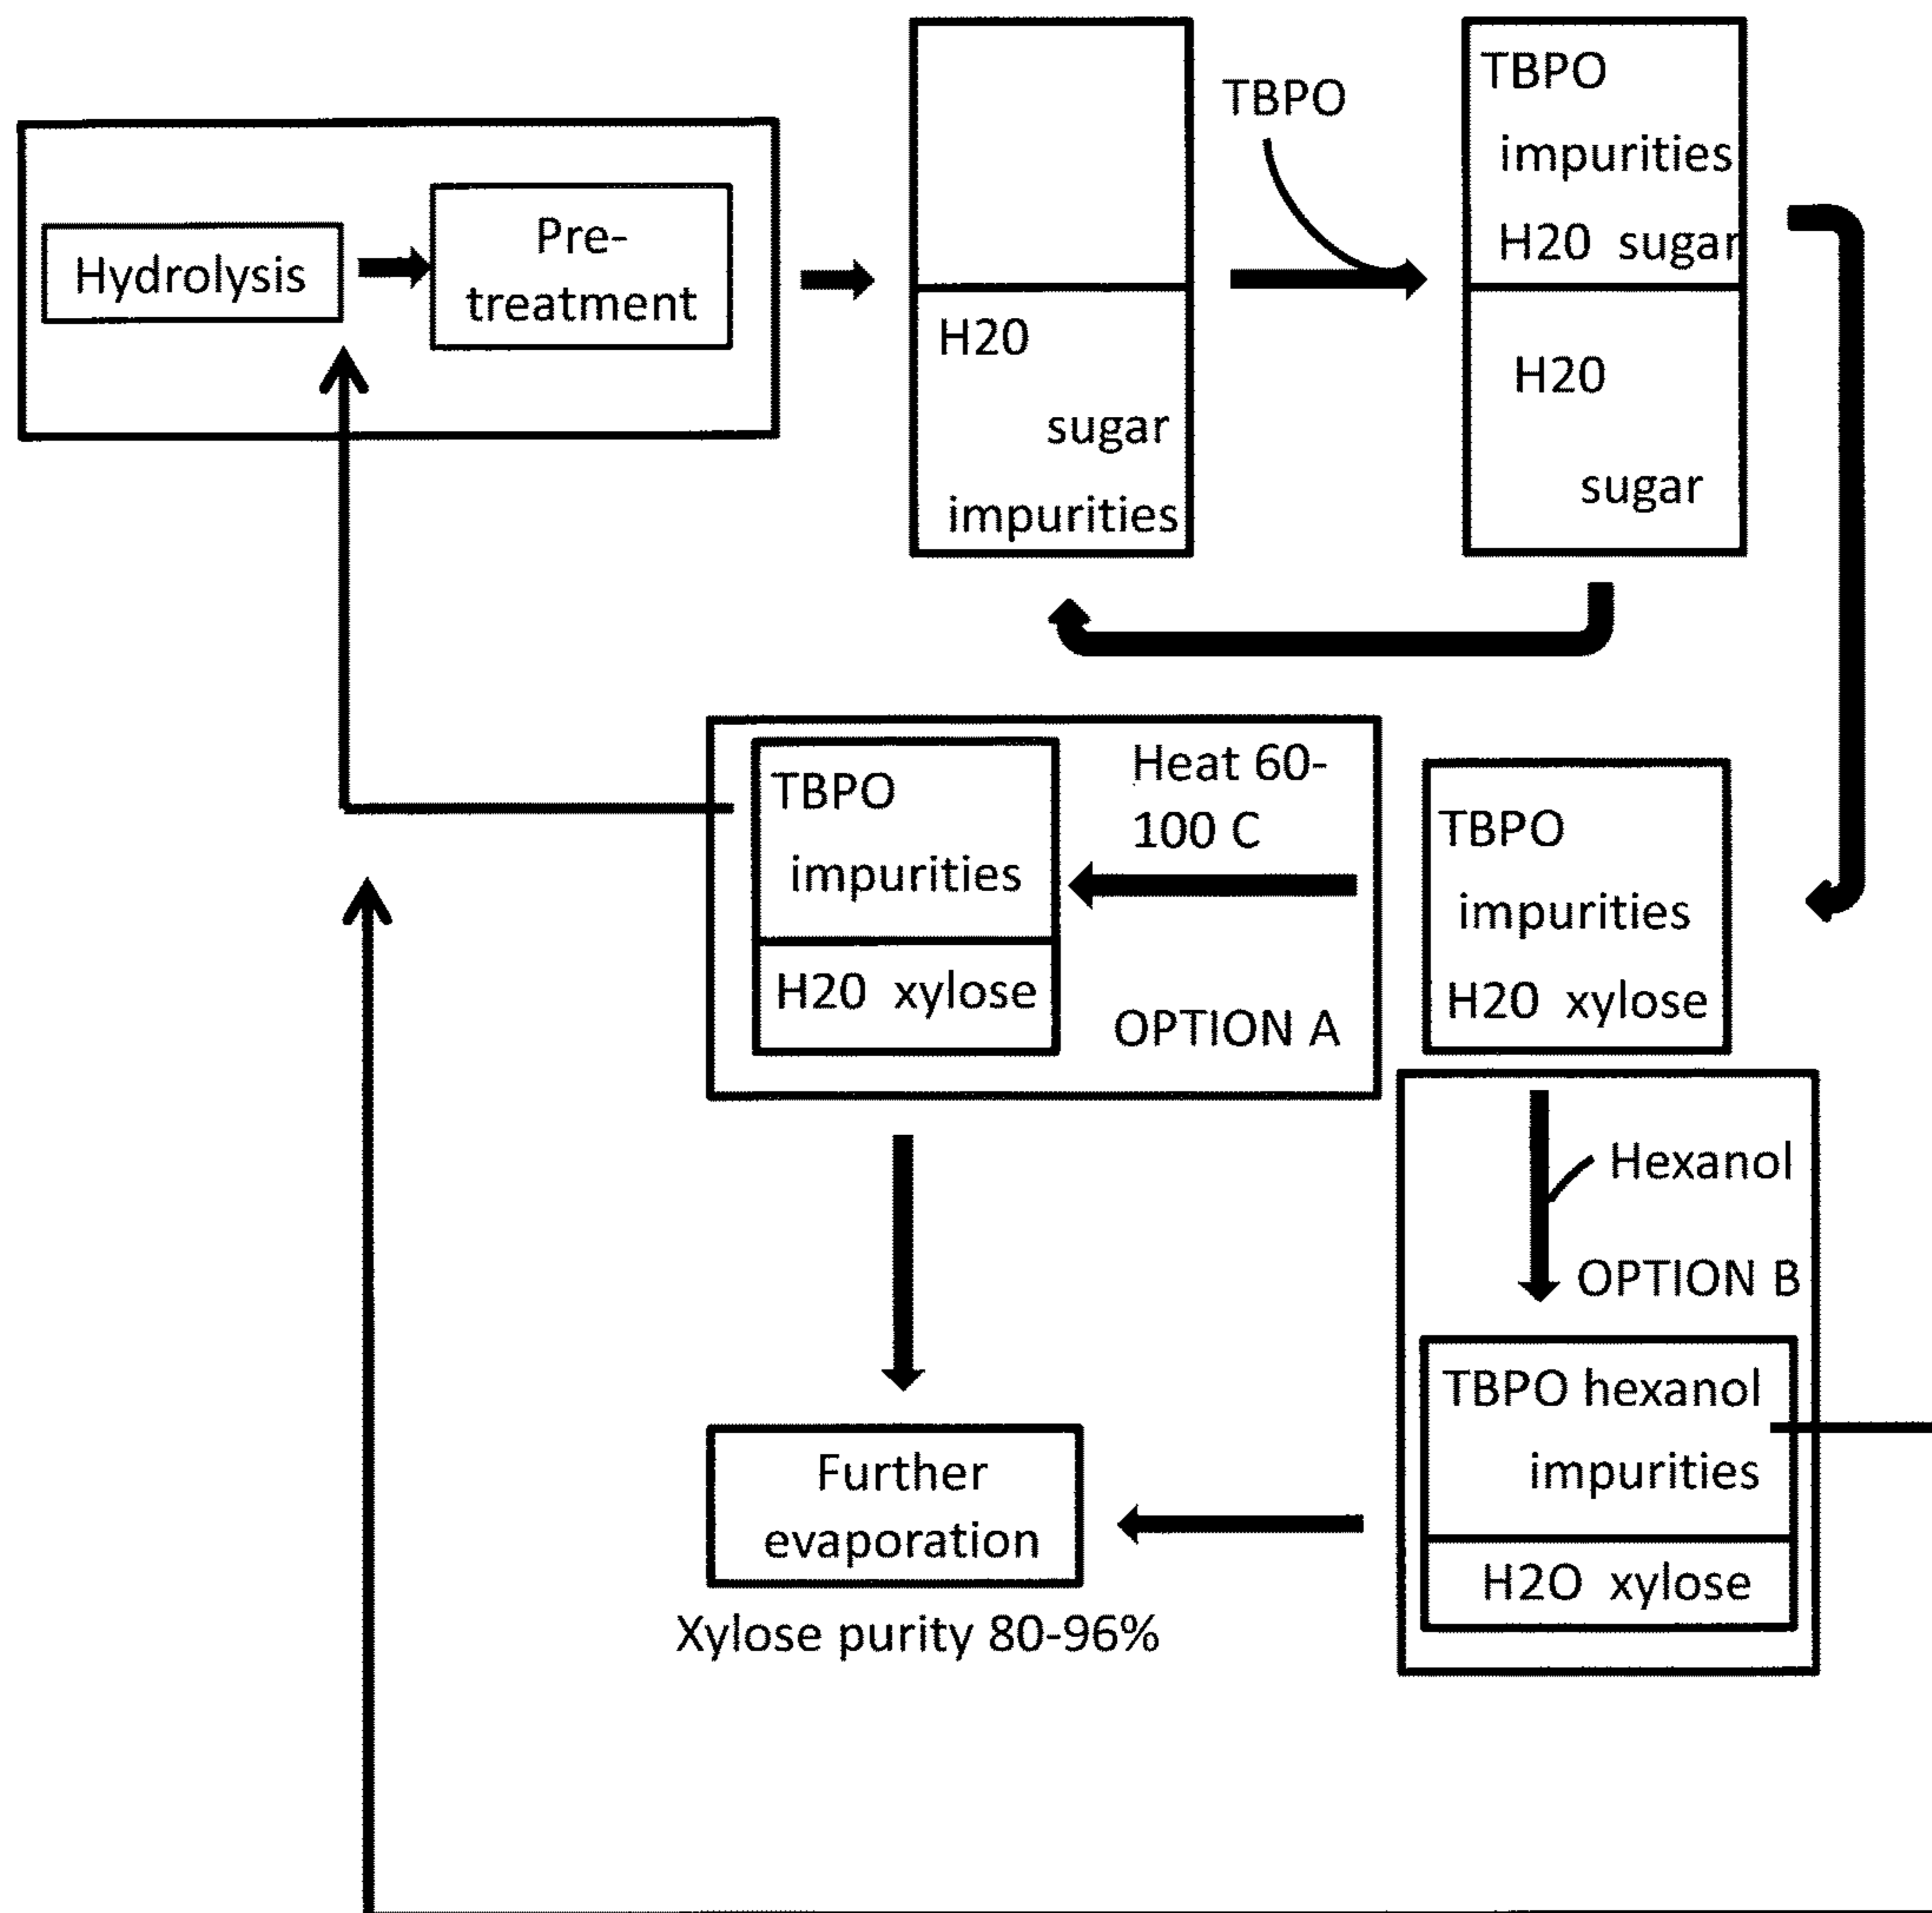 Hydrolysis
Pre-
treatment
H20
sugar
impurities
TBPO
TBPO
impurities
H20 sugar
H20
sugar
TBPO
impurities
H20 xylose
Heat 60-
100 C
OPTION A
TBPO
impurities
H20 xylose
Hexanol
OPTION B
TBPO hexanol
impurities
H2O xylose
Further
evaporation
Xylose purity 80-96%